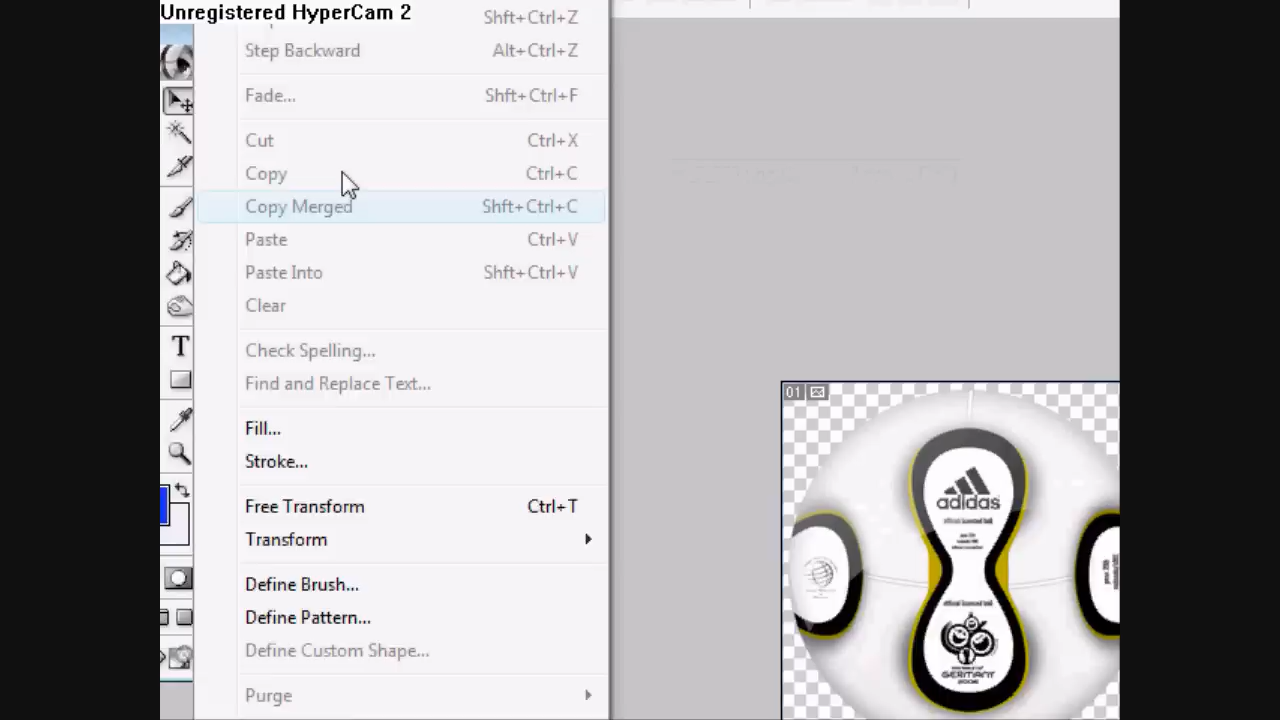 Unregistered HyperCam 2
Shft+Ctrl+Z
Step Backward Alt+Ctrl+Z
Fade... Shft+Ctrl+F
Cut Ctrl+X
Copy Ctrl+C
Copy Merged Shft+Ctrl+C
Paste Ctrl+V
Paste Into Shft+Ctrl+V
Clear
Check Spelling...
Find and Replace Text...
Fill...
Stroke...
Free Transform Ctrl+T
Transform
Define Brush...
Define Pattern...
Define Custom Shape...
Purge
T
01
adidas
GERMANY
2006